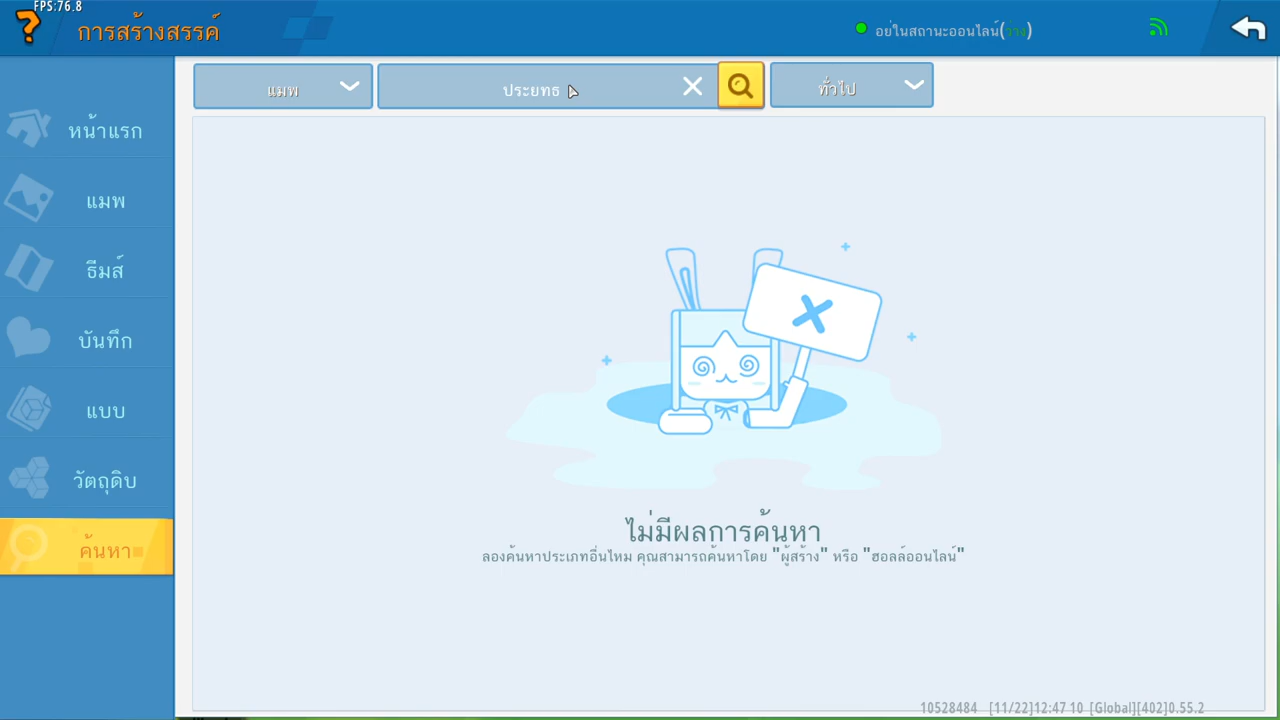 FPS:76.8
การสร้างสรรค์
อยู่ในสถานะออนไลน์(ว่าง)
แมพ
ประยทธ
ทั่วไป
หน้าแรก
แมพ
ธีมส์
บันทึก
แบบ
วัตถุดิบ
ค้นหา
ไม่มีผลการค้นหา
ลองค้นหาประเภทอื่นไหม คุณสามารถค้นหาโดย "ผู้สร้าง" หรือ "ฮอลล์ออนไลน์"
10528484 [11/22]12:47 10 [Global][402]0.55.2